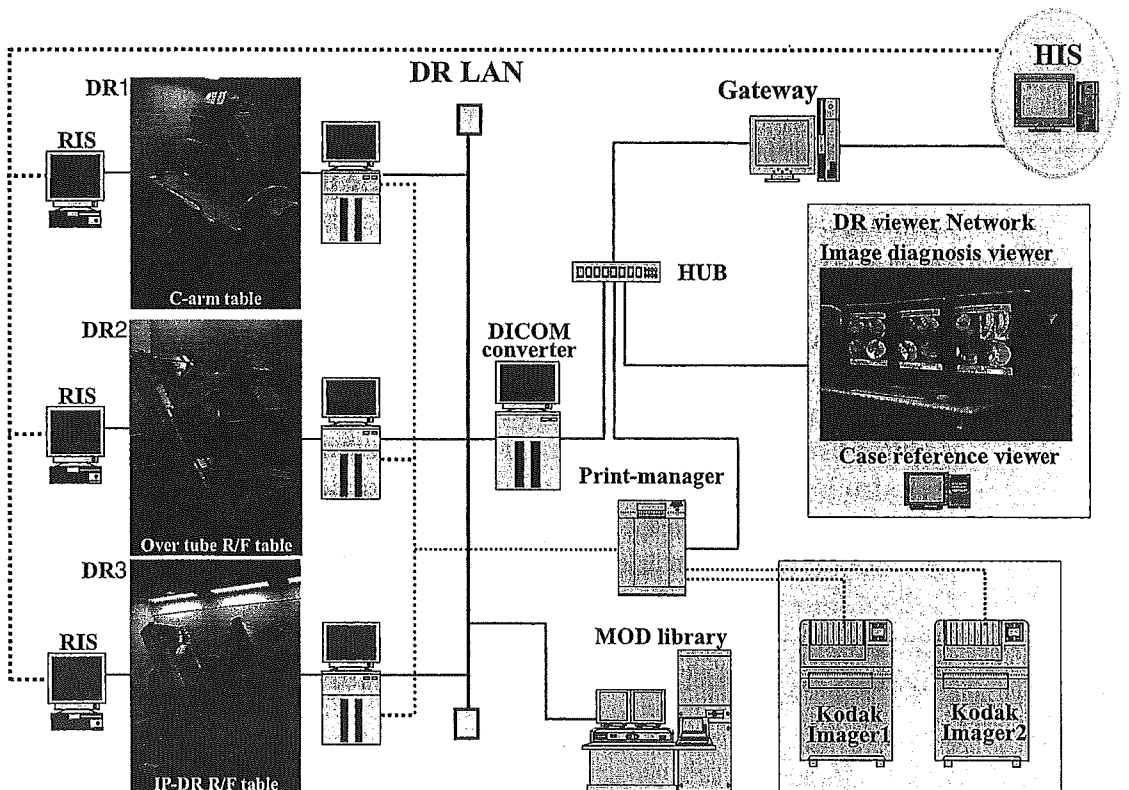 HIS
DR LAN
Gateway
DR1
RIS
C-arm table
DR viewer Network
Image diagnosis viewer
HUB
DR2
DICOM
converter
RIS
Case reference viewer
Print-manager
Over tube R/F table
DR3
RIS
MOD library
Kodak
Imager1
Kodak
Imager2
IP-DR R/F table